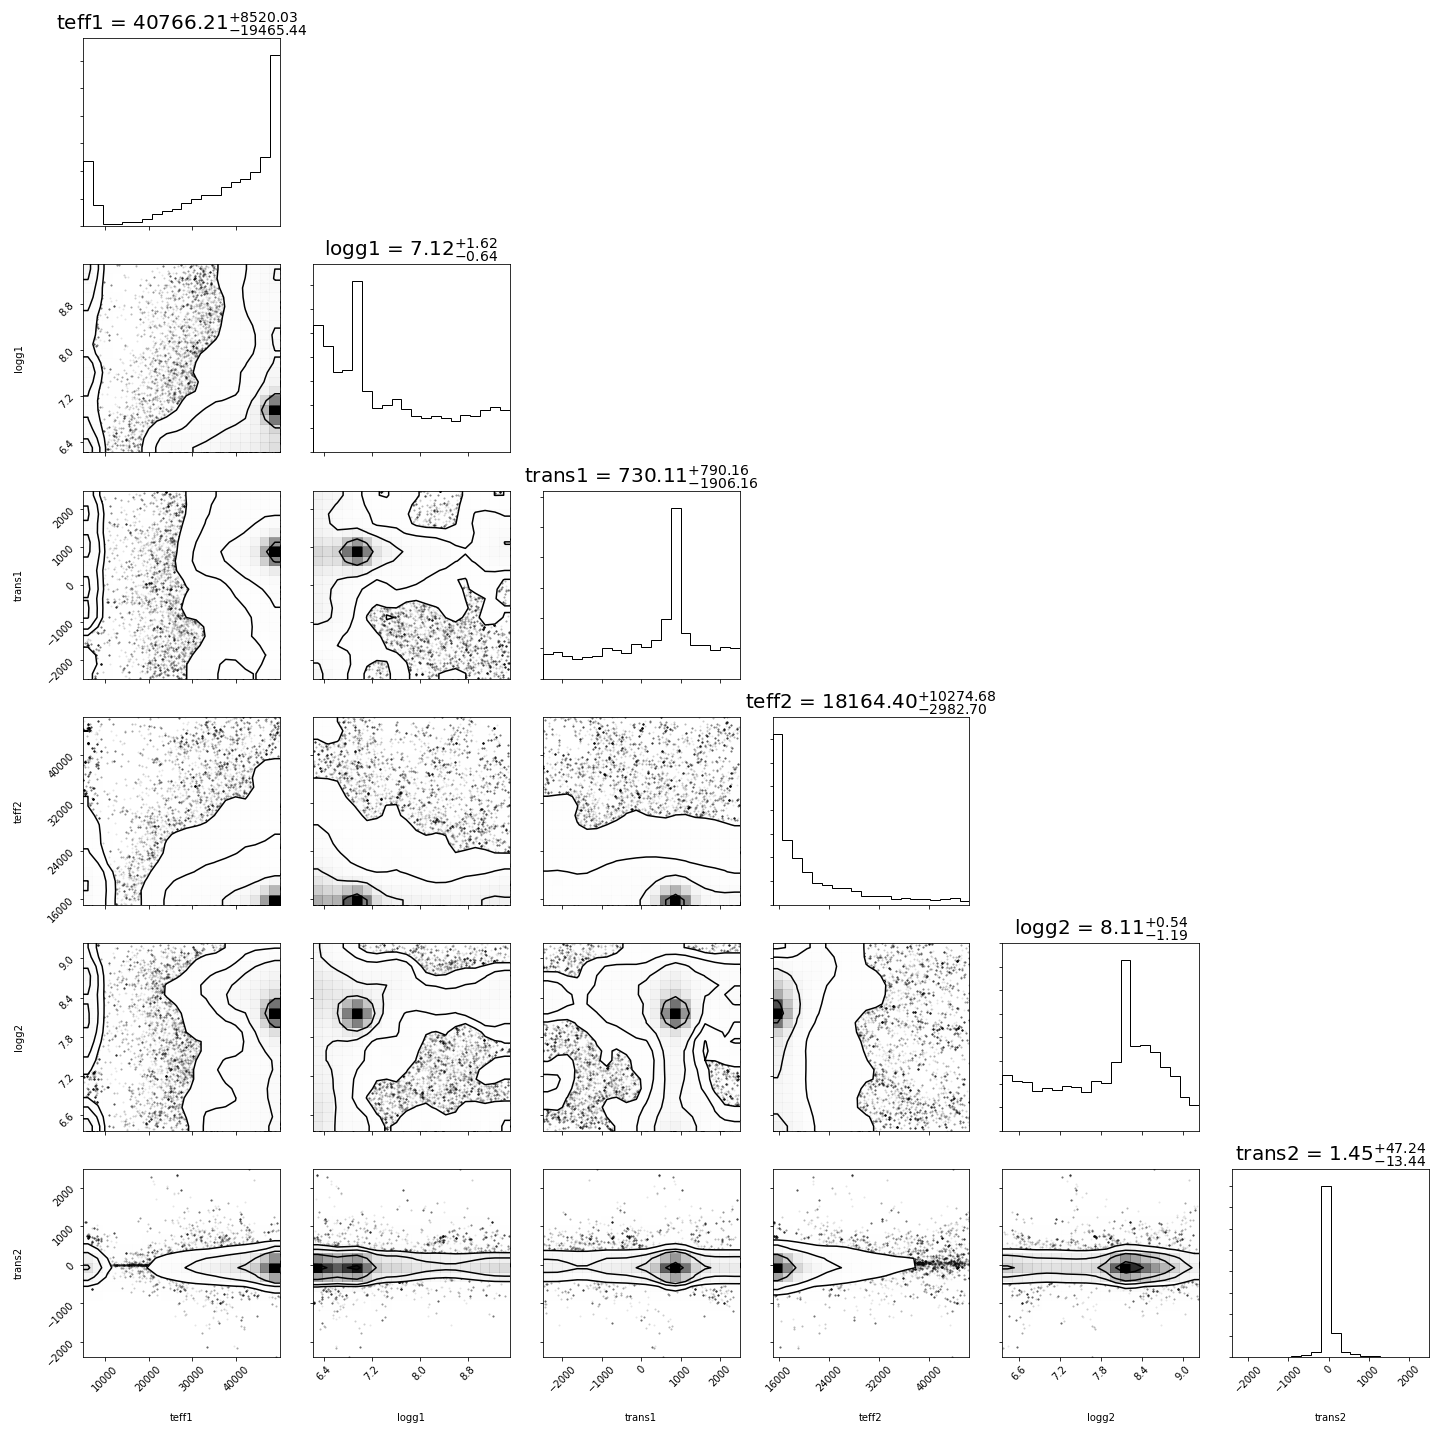 teff1 = 40766.21+8520.03
−19465.44
logg1 = 7.12+1.62
−0.64
logg1
8.8
8.0
7.2
6.4
trans1 = 730.11+790.16
−1906.16
trans1
2000
1000
0
−1000
−2000
teff2 = 18164.40+10274.68
−2982.70
teff2
40000
32000
24000
16000
logg2 = 8.11+0.54
−1.19
logg2
9.0
8.4
7.8
7.2
6.6
trans2 = 1.45+47.24
−13.44
trans2
2000
1000
0
−1000
−2000
10000 20000 30000 40000 6.4 7.2 8.0 8.8 −2000 −1000 0 1000 2000 16000 24000 32000 40000 6.6 7.2 7.8 8.4 9.0 −2000 −1000 0 1000 2000
teff1 logg1 trans1 teff2 logg2 trans2